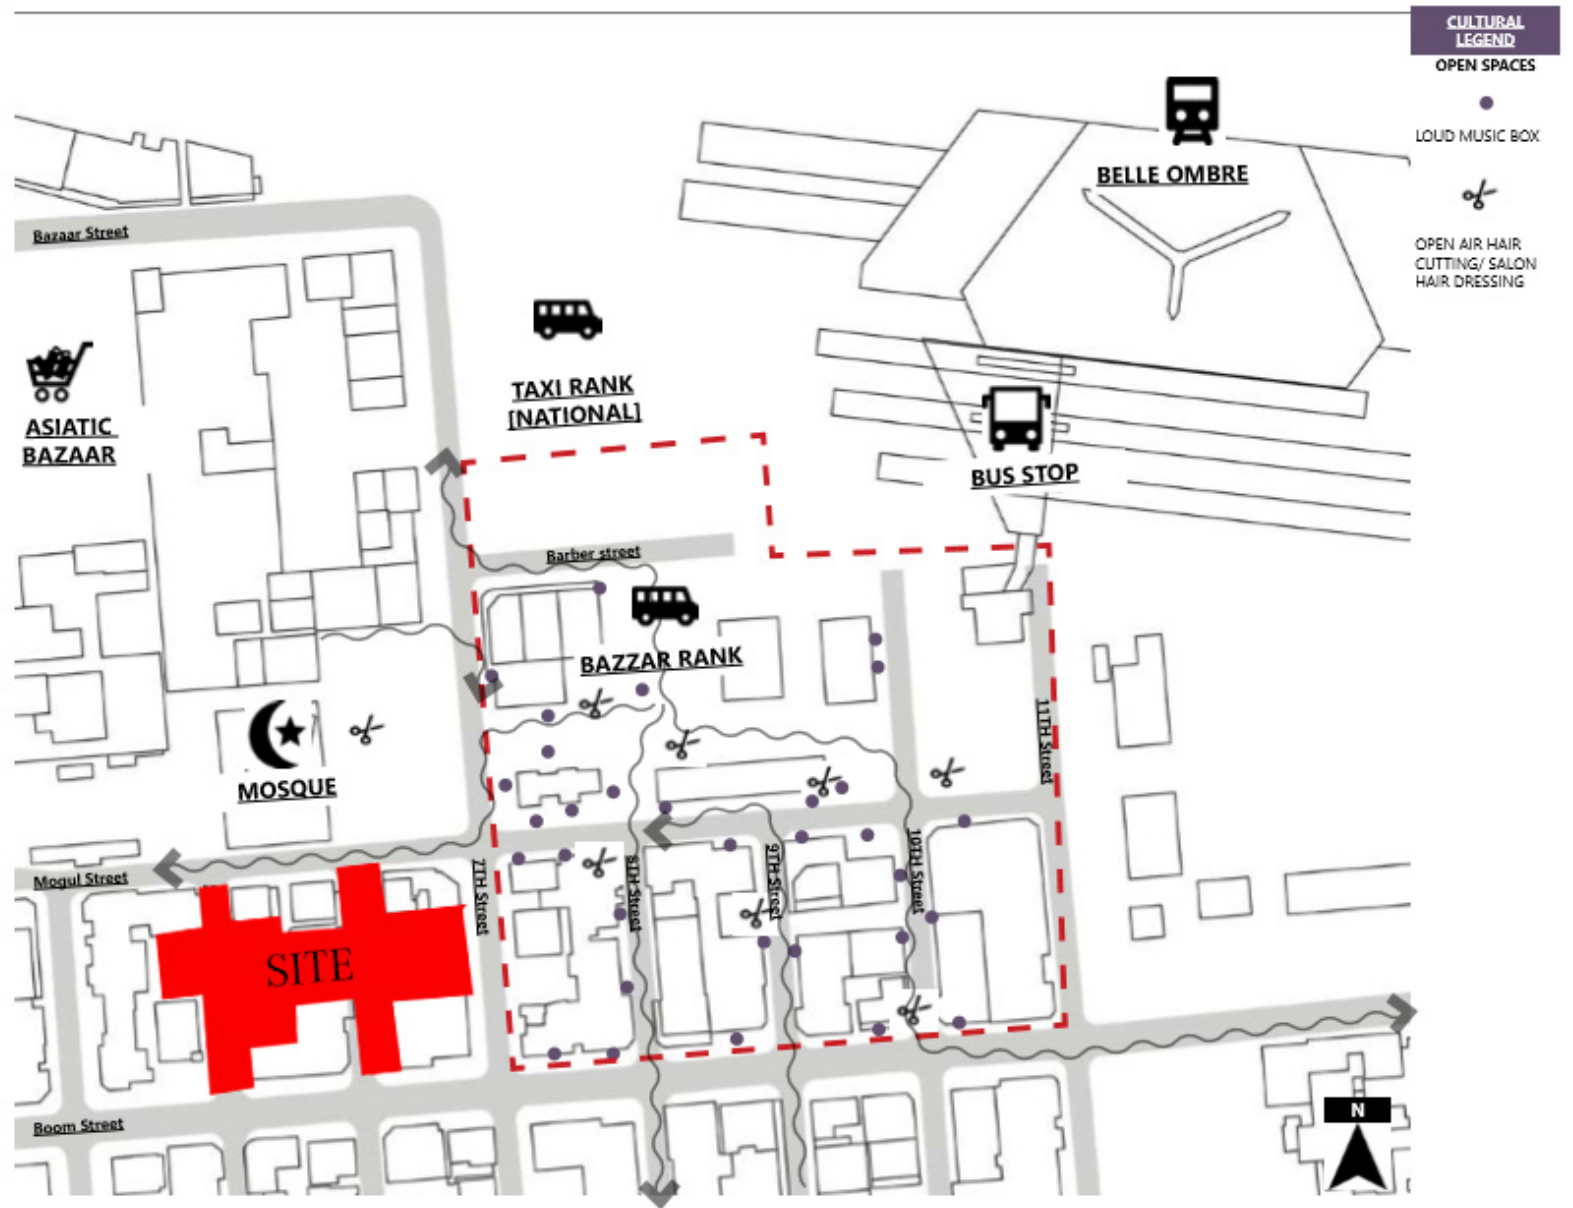 CULTURAL
LEGEND
OPEN SPACES
LOUD MUSIC BOX
OPEN AIR HAIR
CUTTING/ SALON
HAIR DRESSING
BELLE OMBRE
Bazaar Street
TAXI RANK
[NATIONAL]
ASIATIC
BAZAAR
BUS STOP
Barber street
BAZZAR RANK
11TH Street
MOSQUE
Mogul Street
7TH Street
8TH Street
9TH Street
10TH Street
SITE
Boom Street
N